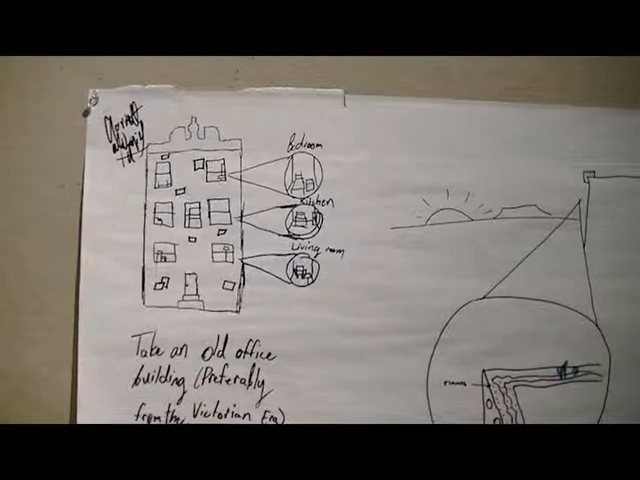 Bedroom
Kitchen
Living room
Take an old office
building (Preferably
from the Victorian Era)